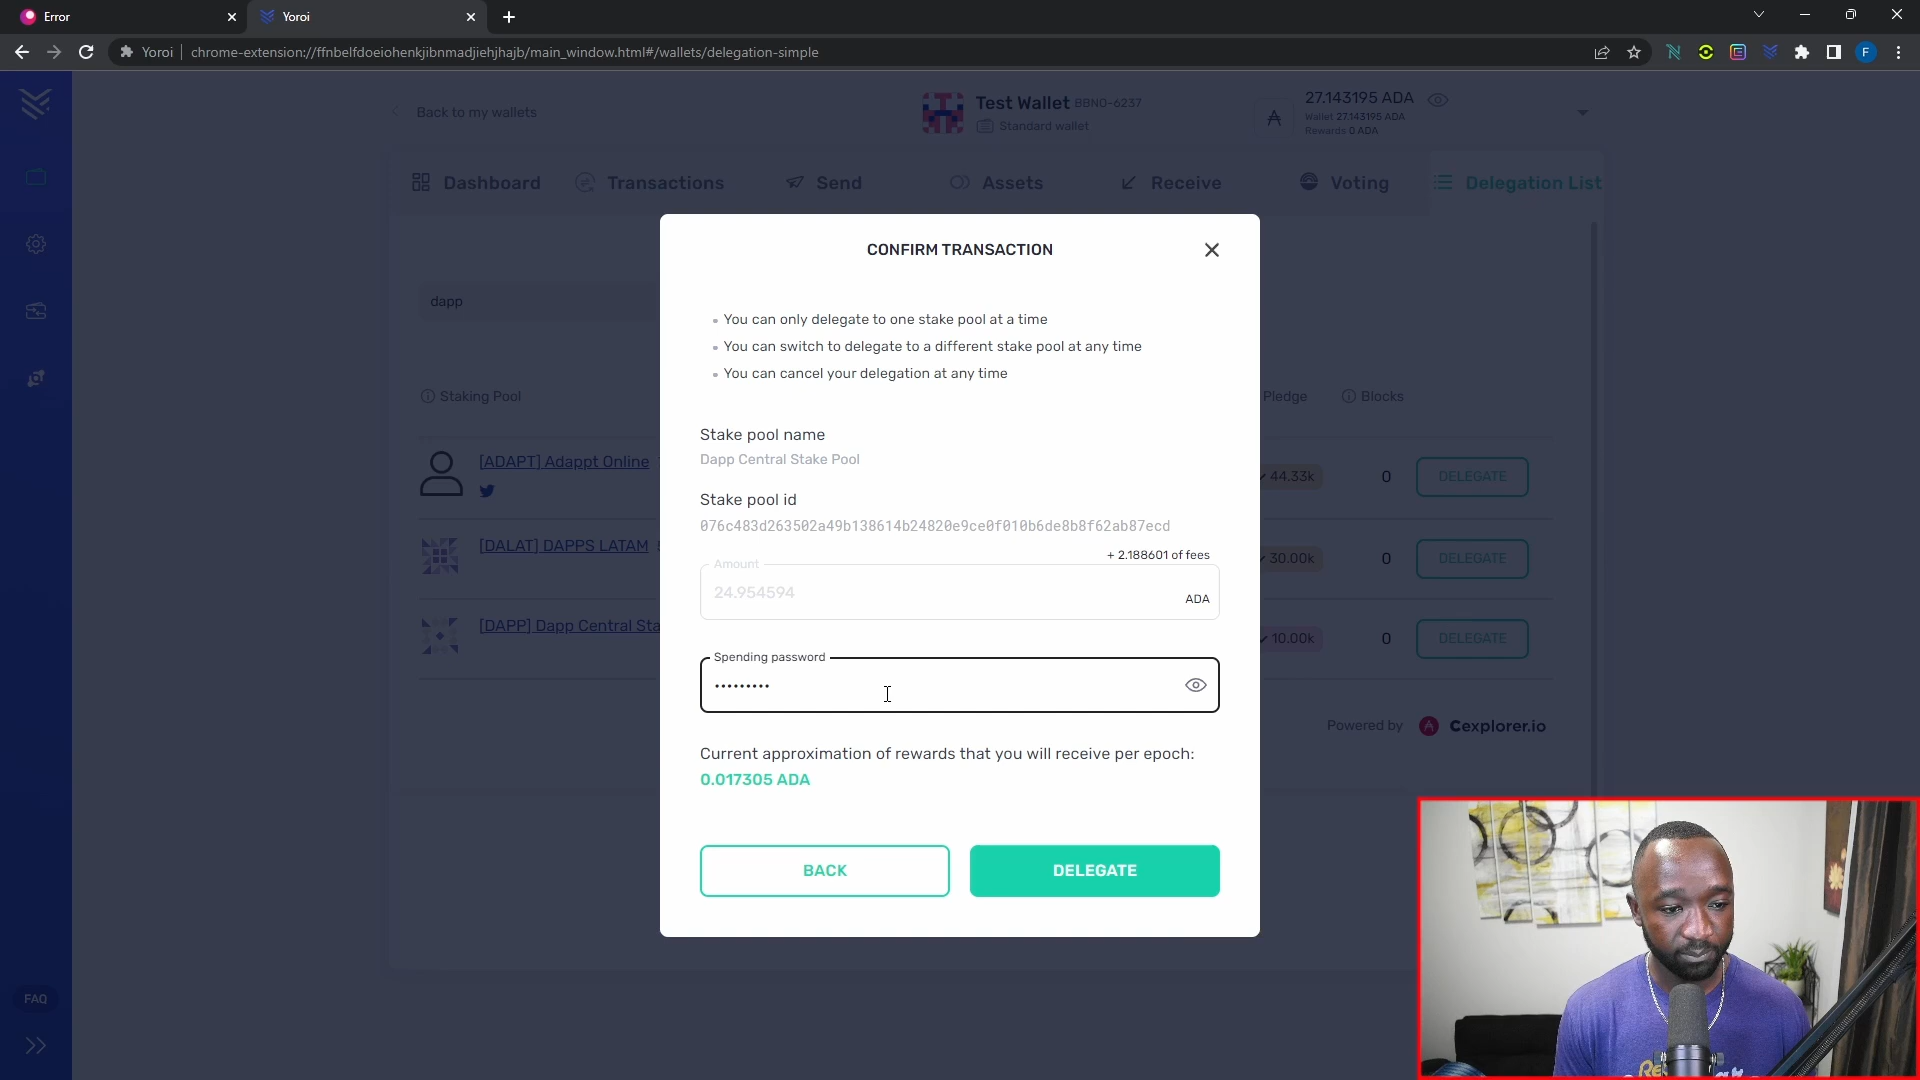 Error
Yoroi
Yoroi
chrome-extension://ffnbelfdoeiohenkjibnmadjiehjhajb/main_window.html#/wallets/delegation-simple
F
Back to my wallets
Test Wallet BBNO-6237
Standard wallet
27.143195 ADA
Wallet 27.143195 ADA
Rewards 0 ADA
Dashboard
Transactions
Send
Assets
Receive
Voting
Delegation List
CONFIRM TRANSACTION
dapp
You can only delegate to one stake pool at a time
You can switch to delegate to a different stake pool at any time
You can cancel your delegation at any time
Staking Pool
Pledge
Blocks
Stake pool name
Dapp Central Stake Pool
[ADAPT] Adappt Online
44.33k
0
DELEGATE
Stake pool id
076c483d263502a49b138614b24820e9ce0f010b6de8b8f62ab87ecd
[DALAT] DAPPS LATAM
30.00k
0
DELEGATE
+ 2.188601 of fees
Amount
24.954594
ADA
[DAPP] Dapp Central Sta
10.00k
0
DELEGATE
Spending password
Powered by Cexplorer.io
Current approximation of rewards that you will receive per epoch:
0.017305 ADA
BACK
DELEGATE
FAQ